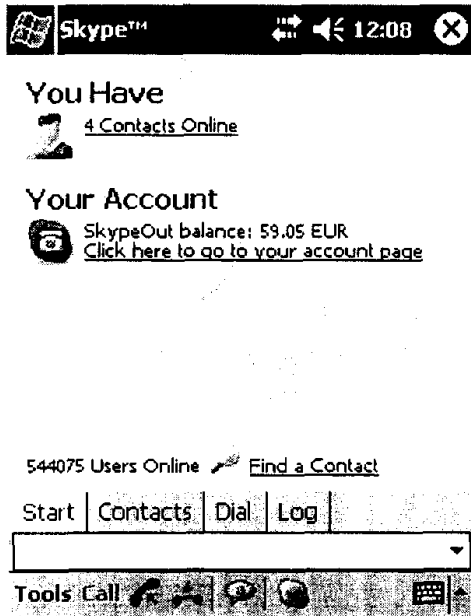 Skype™ 12:08
You Have
4 Contacts Online
Your Account
SkypeOut balance: 59.05 EUR
Click here to go to your account page
544075 Users Online Find a Contact
Start Contacts Dial Log
Tools Call